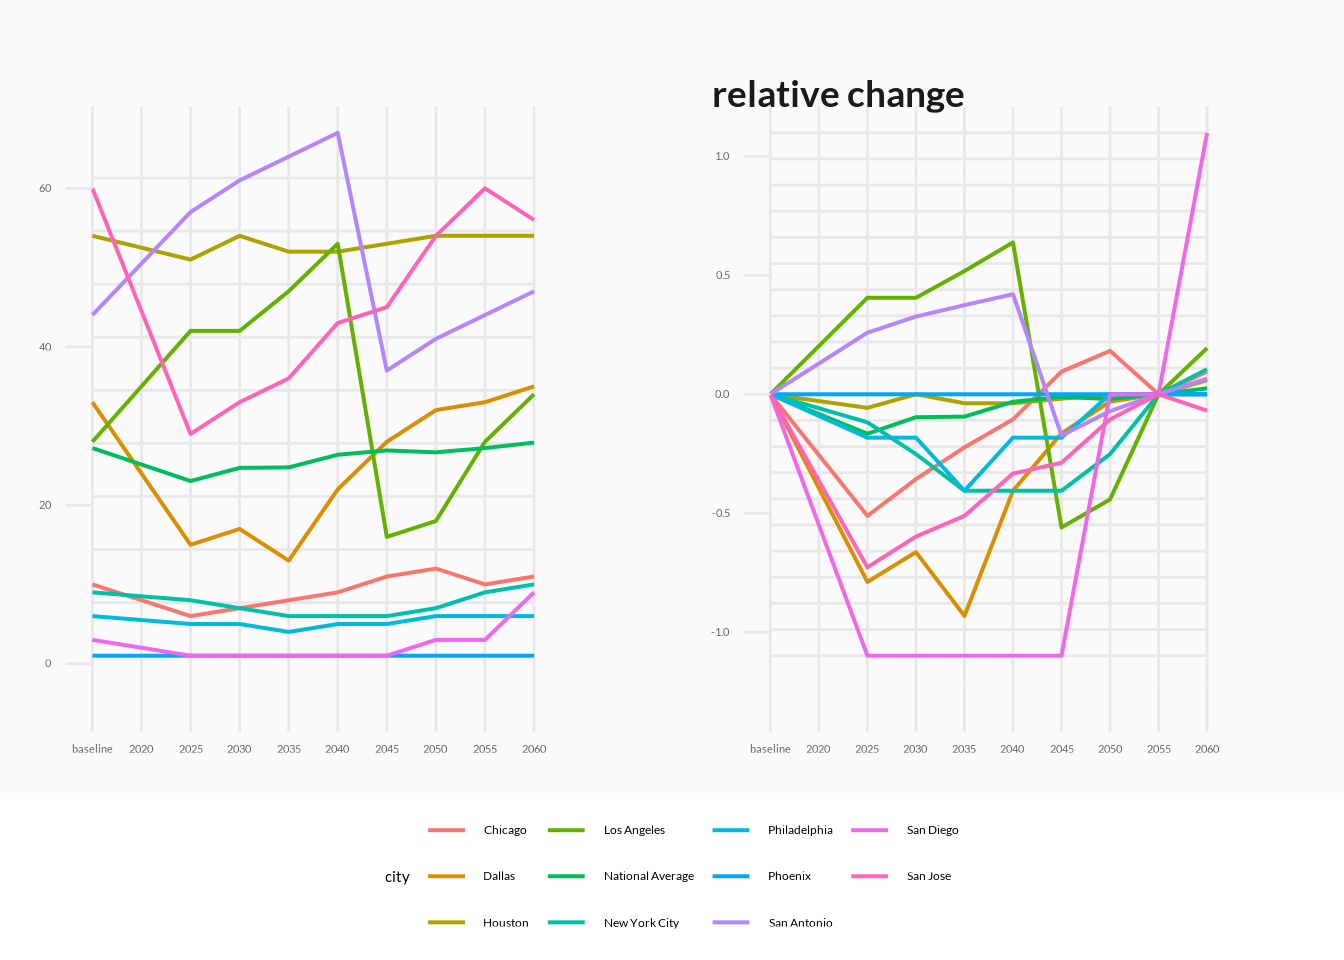 relative change
60
40
20
0
baseline 2020 2025 2030 2035 2040 2045 2050 2055 2060
1.0
0.5
0.0
-0.5
-1.0
baseline 2020 2025 2030 2035 2040 2045 2050 2055 2060
city
Chicago Los Angeles Philadelphia San Diego
Dallas National Average Phoenix San Jose
Houston New York City San Antonio